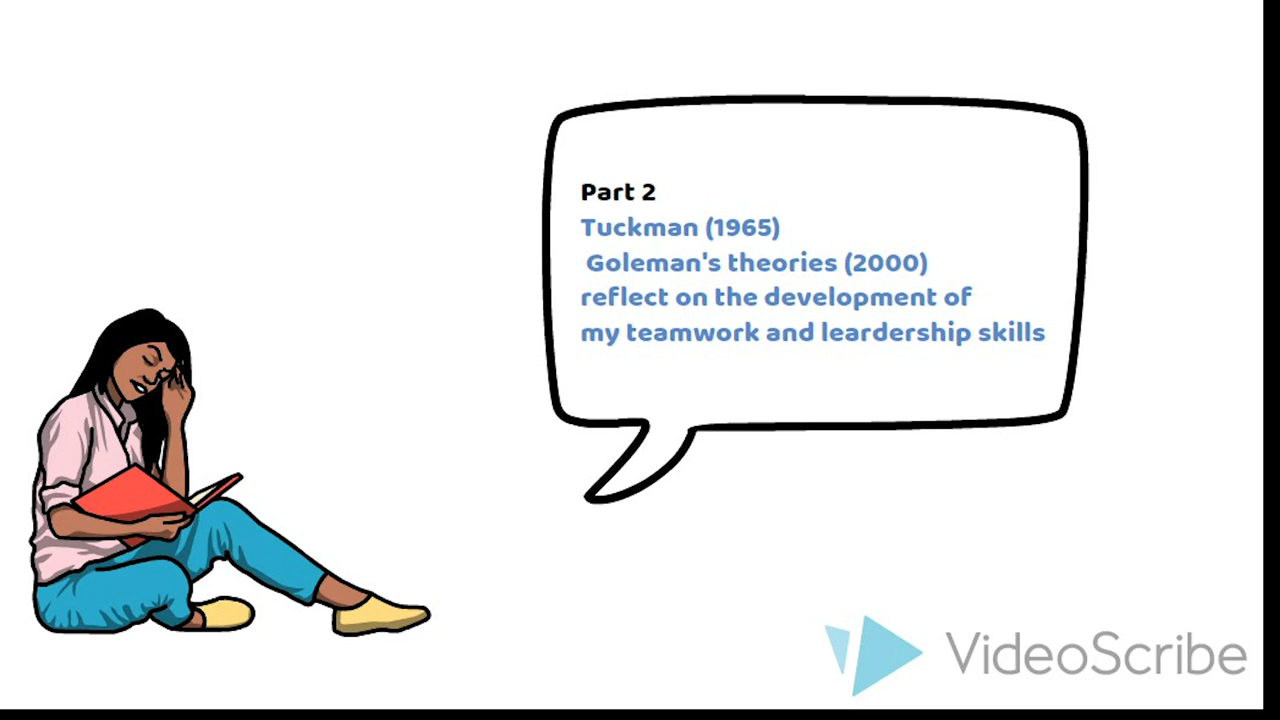 Part 2
Tuckman (1965)
Goleman's theories (2000)
reflect on the development of
my teamwork and leardership skills
VideoScribe